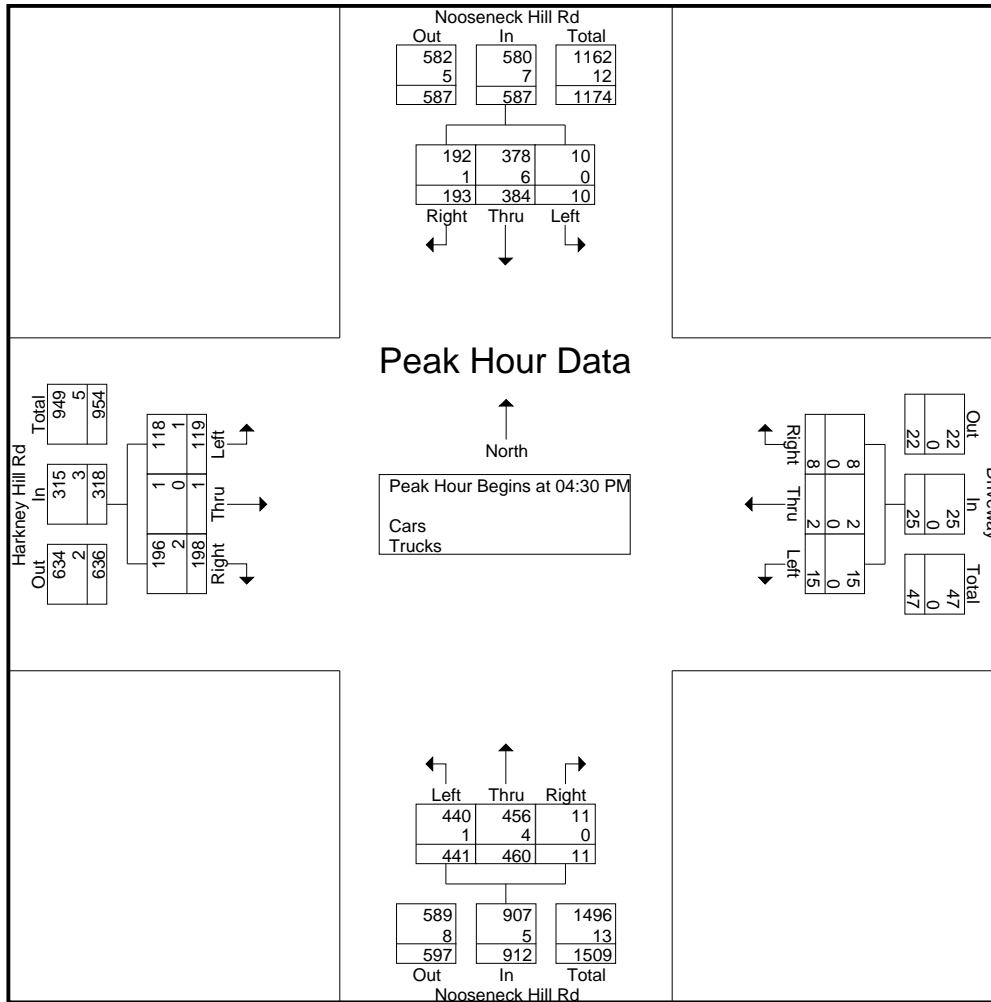 Nooseneck Hill Rd
Out In Total
582 580 1162
5 7 12
587 587 1174
192 378 10
1 6 0
193 384 10
Right Thru Left
Peak Hour Data
North
Peak Hour Begins at 04:30 PM
Cars
Trucks
Harkney Hill Rd
Out In Total
634 315 949
2 3 5
636 318 954
196 1 118
2 0 1
198 1 119
Right Thru Left
Driveway
Out In Total
22 25 47
0 0 0
22 25 47
8 2 15
0 0 0
8 2 15
Right Thru Left
Left Thru Right
440 456 11
1 4 0
441 460 11
589 907 1496
8 5 13
597 912 1509
Out In Total
Nooseneck Hill Rd